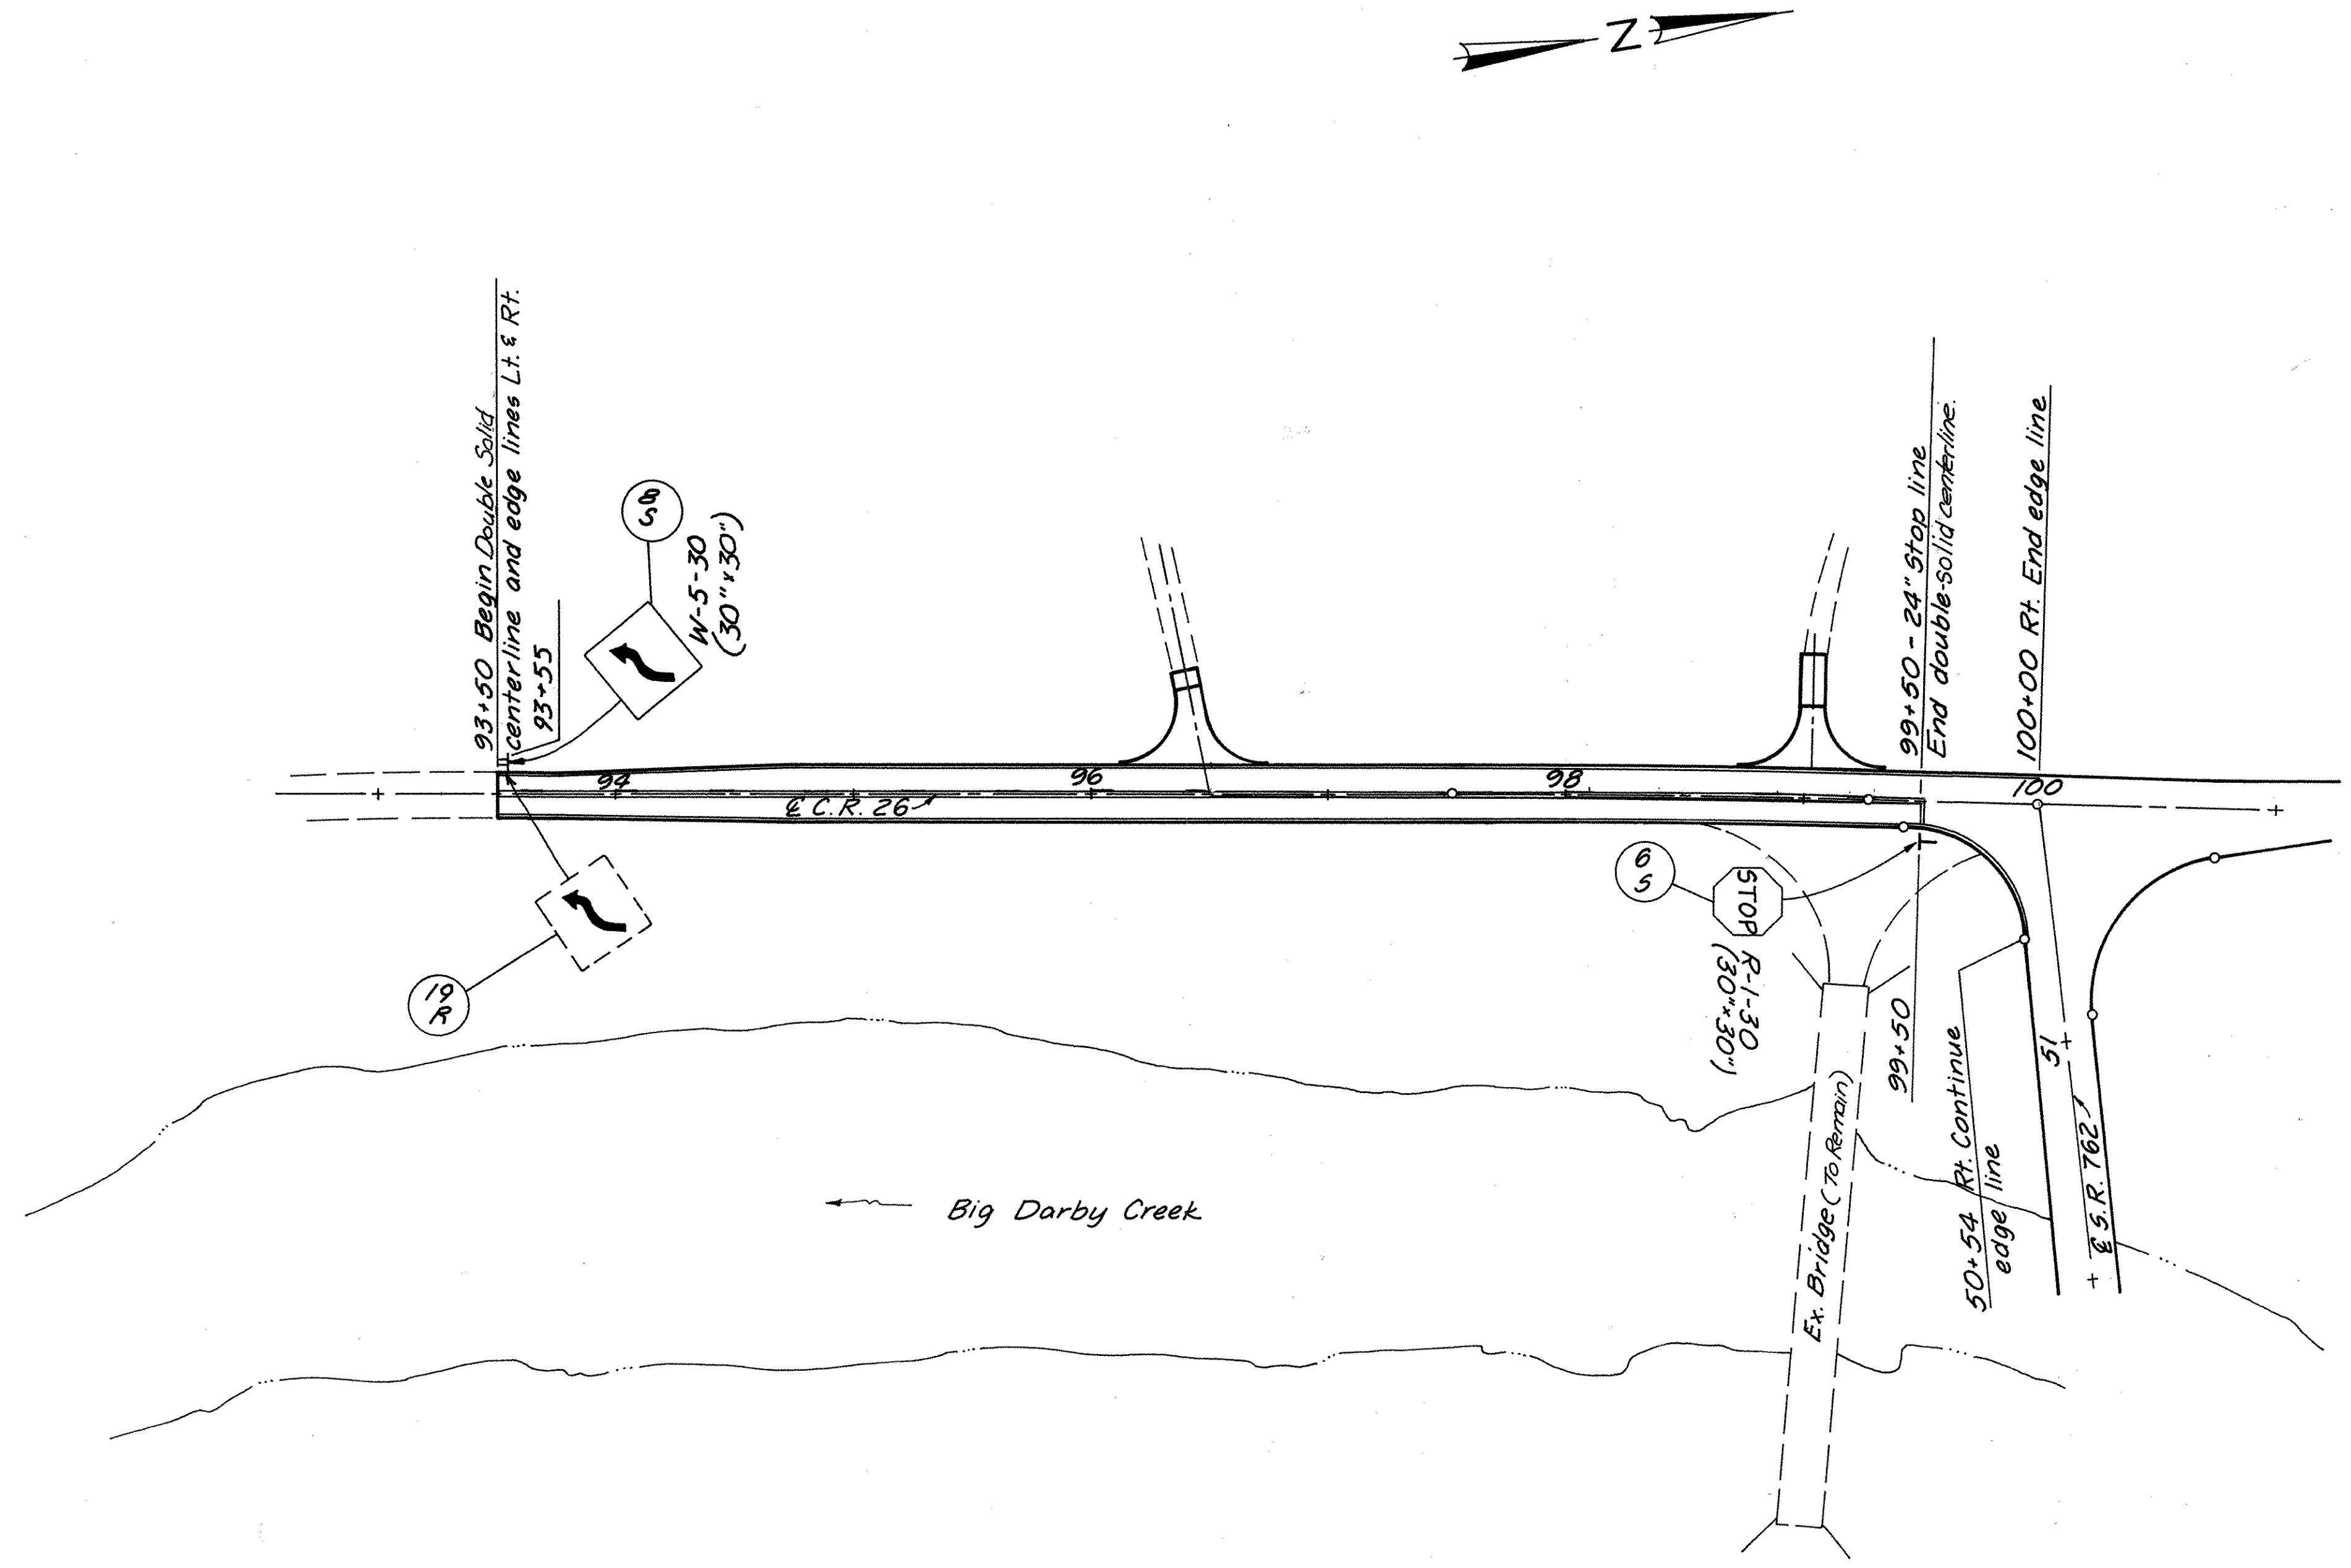 N
93+50 Begin Double Solid
centerline and edge lines Lt. & Rt.
93+55
8
S
W-5-30
(30"x30")
99+50-24" Stop line
End double-solid centerline.
100+00 Rt. End edge line
94
96
98
100
℄ C.R. 26
6
S
STOP
R-1-30
(30"x30")
19
R
99+50
50+54 Rt. Continue
edge line
51
℄ S.R. 762
Ex. Bridge (To Remain)
Big Darby Creek